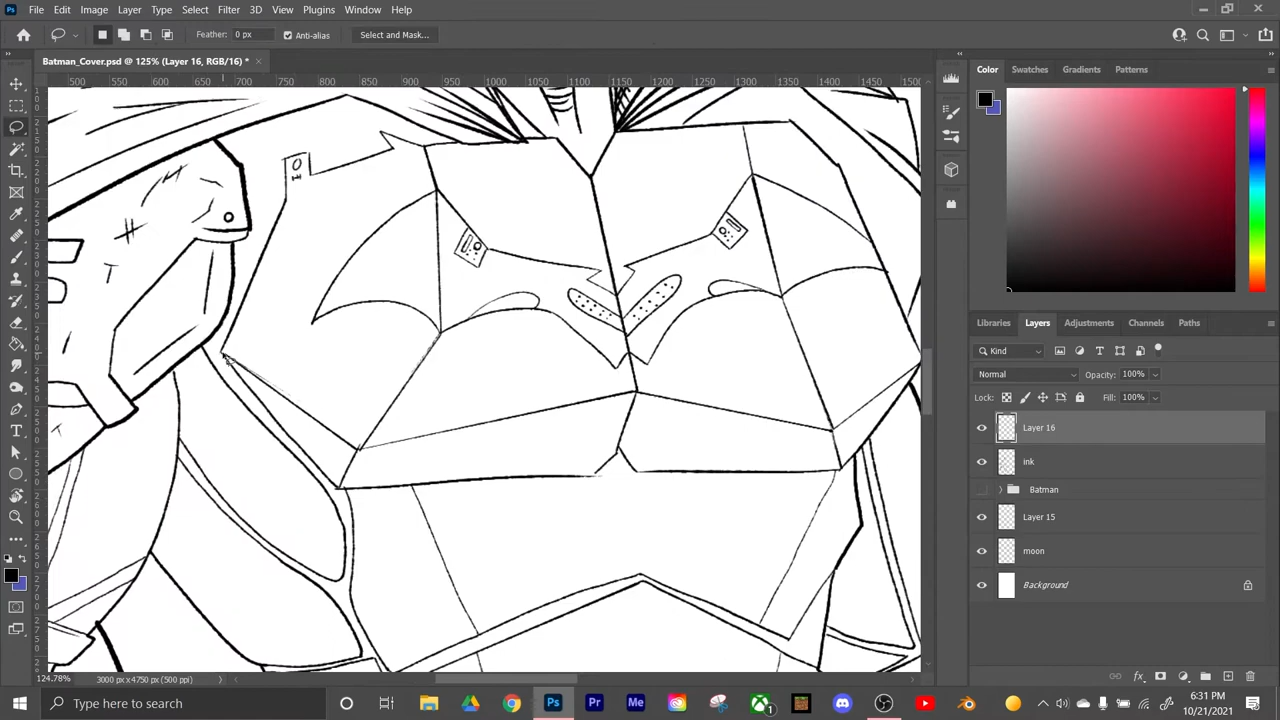 File Edit Image Layer Type Select Filter 3D View Plugins Window Help
Feather: 0 px Anti-alias Select and Mask...
Batman_Cover.psd @ 125% (Layer 16, RGB/16) *
500 550 600 650 700 750 800 850 900 950 1000 1050 1100 1150 1200 1250 1300 1350 1400 1450 1500
Color Swatches Gradients Patterns
Libraries Layers Adjustments Channels Paths
Kind
Normal Opacity: 100%
Lock: Fill: 100%
Layer 16
ink
Batman
Layer 15
moon
Background
124.78% 3000 px x 4750 px (500 ppi)
Type here to search
6:31 PM
10/21/2021